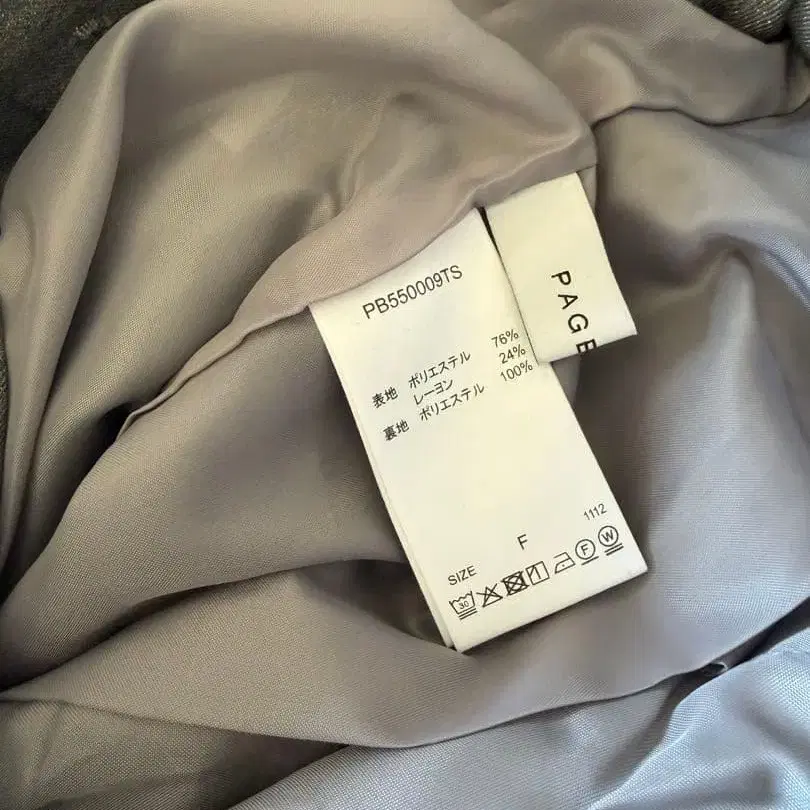 PB550009TS
表地 ポリエステル 76%
レーヨン 24%
裏地 ポリエステル 100%
1112
SIZE F
30 F W
PAGE